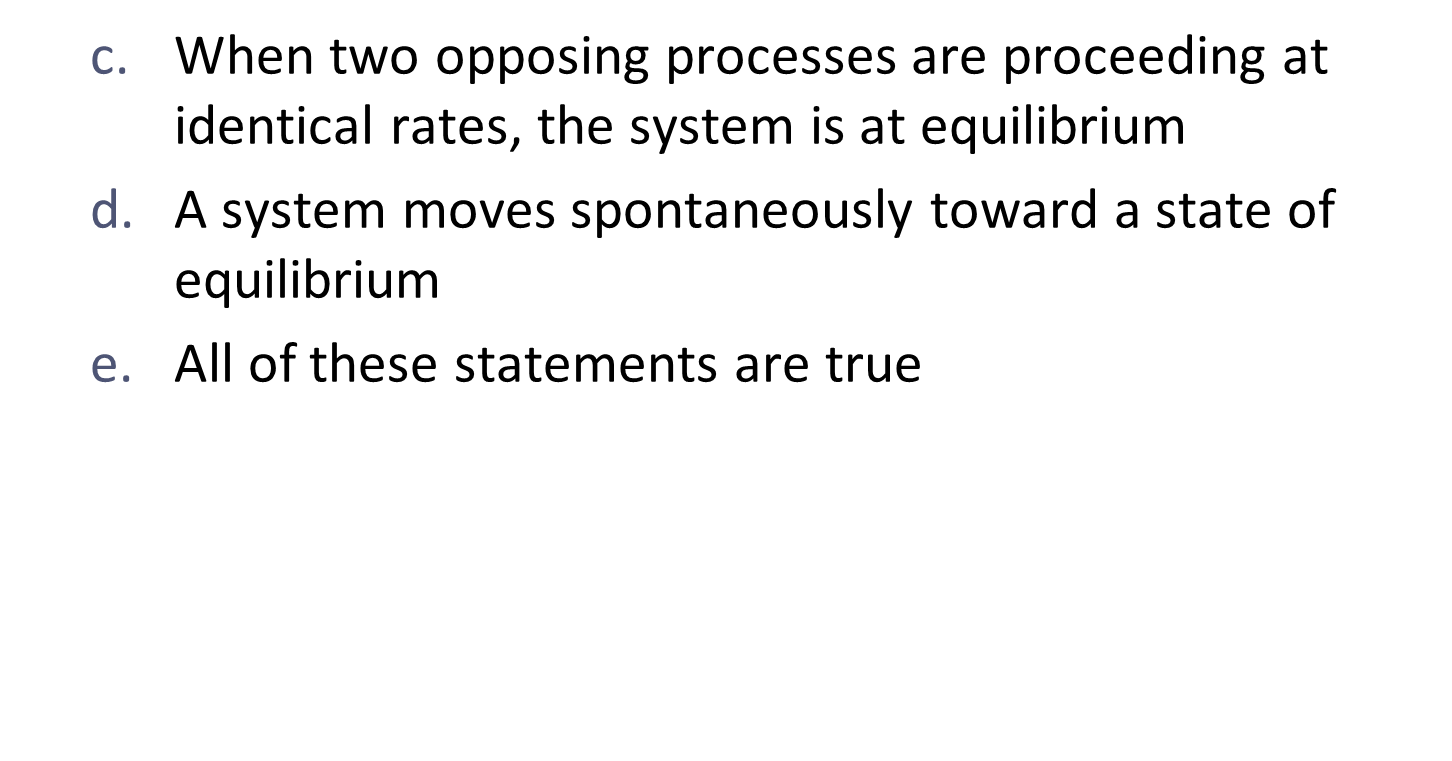 c. When two opposing processes are proceeding at
identical rates, the system is at equilibrium
d. A system moves spontaneously toward a state of
equilibrium
e. All of these statements are true